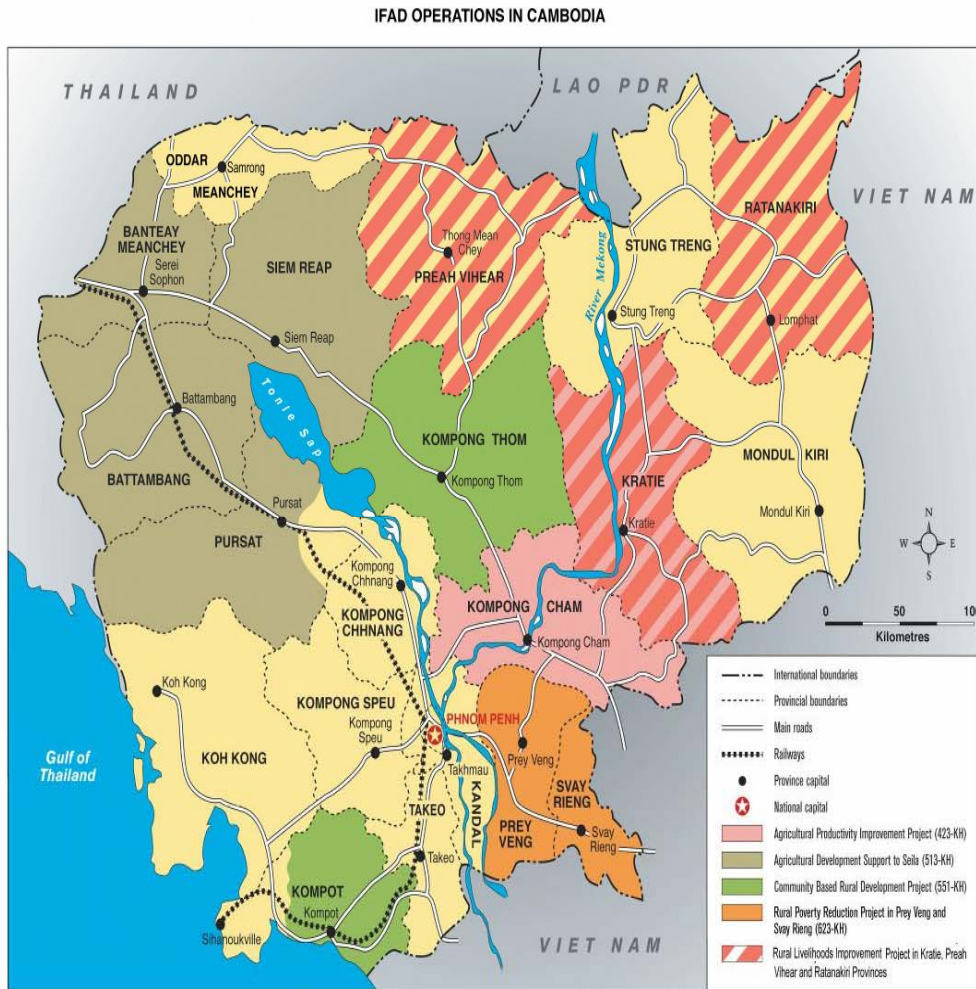 IFAD OPERATIONS IN CAMBODIA
THAILAND
LAO PDR
VIET NAM
ODDAR
MEANCHEY
Samrong
BANTEAY
MEANCHEY
Serei
Sophon
SIEM REAP
Siem Reap
Thong Mean
Chey
PREAH VIHEAR
River Mekong
STUNG TRENG
Stung Treng
RATANAKIRI
Lomphat
Battambang
BATTAMBANG
Tonle Sap
KOMPONG THOM
Kompong Thom
KRATIE
Kratie
MONDUL KIRI
Mondul Kiri
Pursat
PURSAT
Kompong
Chhnang
KOMPONG
CHHNANG
KOMPONG CHAM
Kompong Cham
N
W E
S
0 50 100
Kilometres
Koh Kong
KOH KONG
KOMPONG SPEU
Kompong
Speu
PHNOM PENH
Takhmau
KANDAL
Prey Veng
PREY
VENG
SVAY
RIENG
Svay
Rieng
TAKEO
Takeo
KOMPOT
Kompot
Sihanoukville
Gulf of
Thailand
VIET NAM
International boundaries
Provincial boundaries
Main roads
Railways
Province capital
National capital
Agricultural Productivity Improvement Project (423-KH)
Agricultural Development Support to Seila (513-KH)
Community Based Rural Development Project (551-KH)
Rural Poverty Reduction Project in Prey Veng and
Svay Rieng (623-KH)
Rural Livelihoods Improvement Project in Kratie, Preah
Vihear and Ratanakiri Provinces